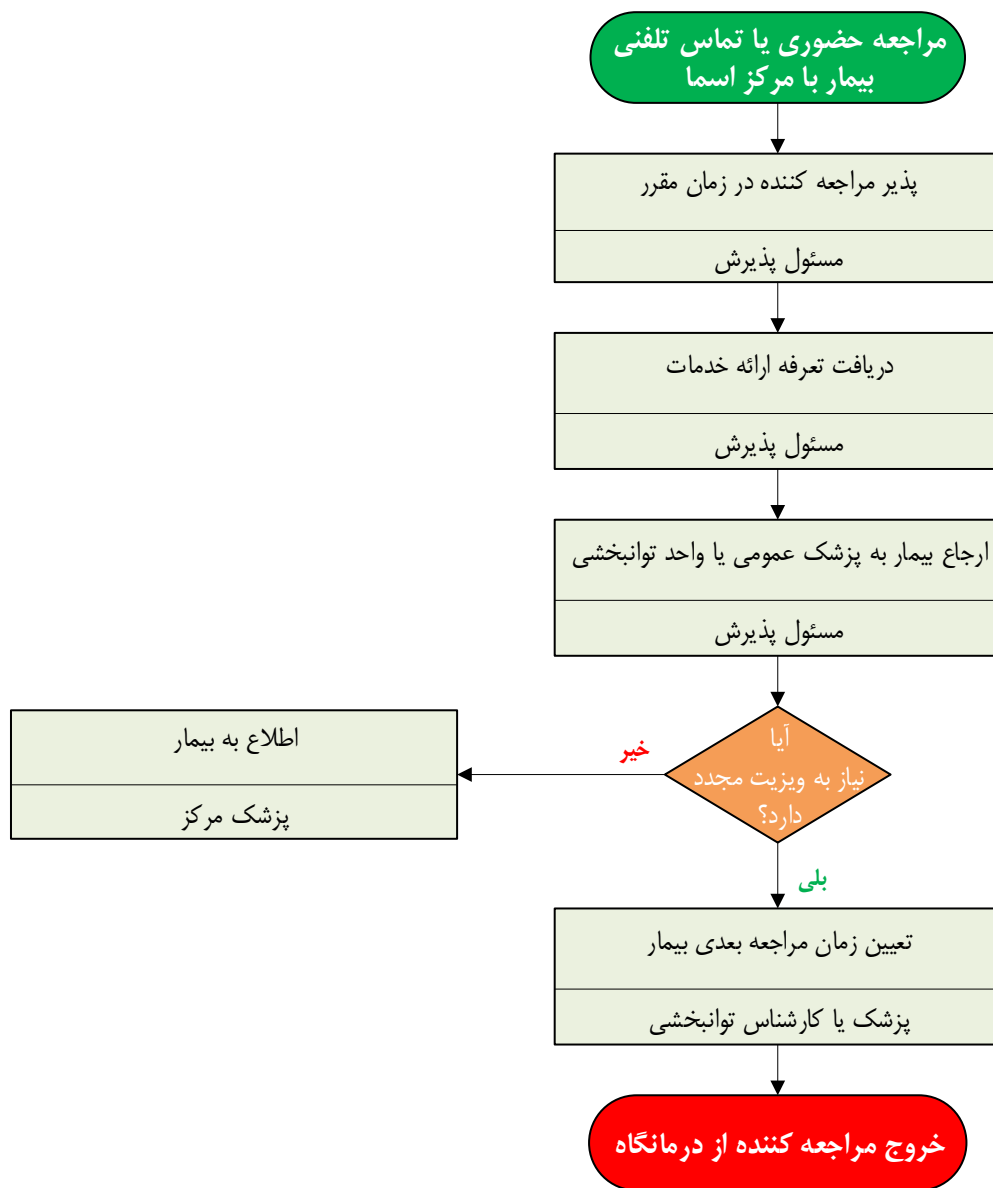 مراجعه حضوری یا تماس تلفنی
بیمار با مرکز اسما
پذیر مراجعه کننده در زمان مقرر
مسئول پذیرش
دریافت تعرفه ارائه خدمات
مسئول پذیرش
ارجاع بیمار به پزشک عمومی یا واحد توانبخشی
مسئول پذیرش
آیا
نیاز به ویزیت مجدد
دارد؟
خیر
اطلاع به بیمار
پزشک مرکز
بلی
تعیین زمان مراجعه بعدی بیمار
پزشک یا کارشناس توانبخشی
خروج مراجعه کننده از درمانگاه